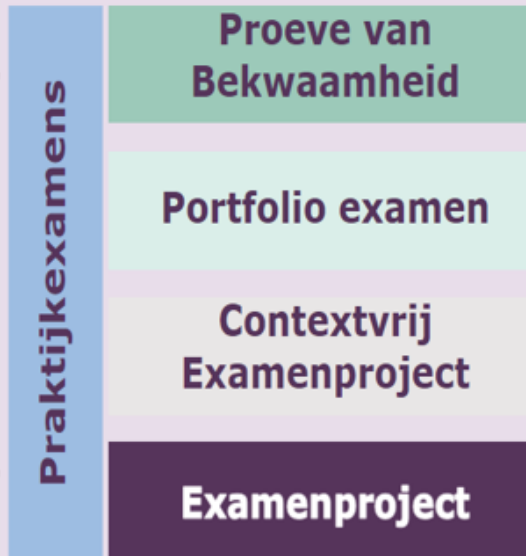 Praktijkexamens
Proeve van
Bekwaamheid
Portfolio examen
Contextvrij
Examenproject
Examenproject